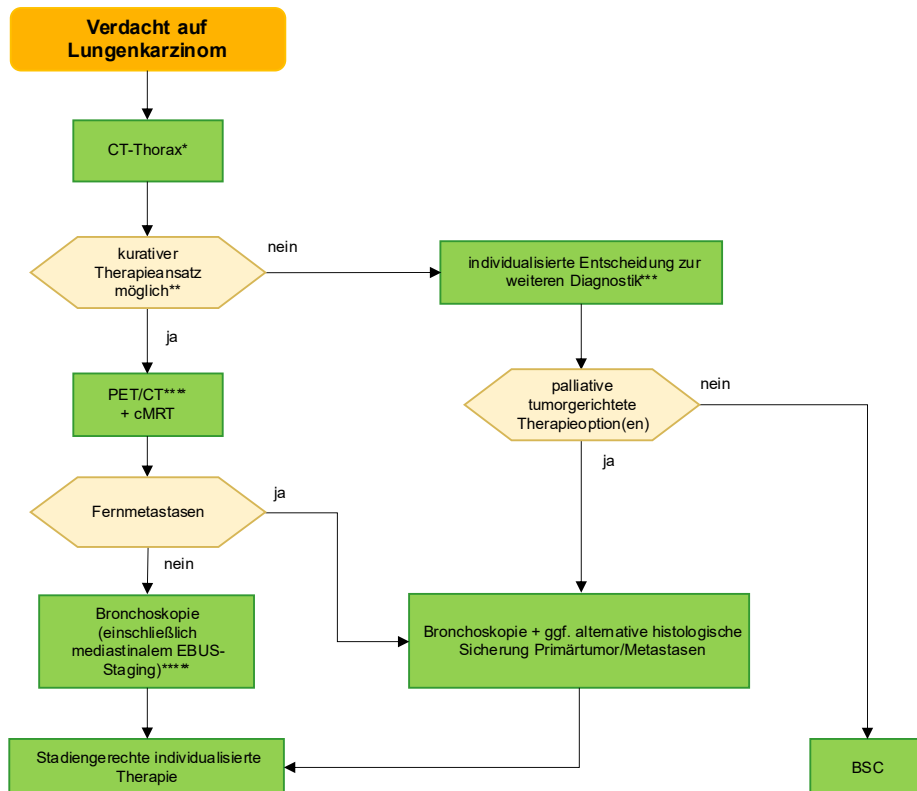 Verdacht auf
Lungenkarzinom
CT-Thorax*
kurativer
Therapieansatz
möglich**
nein
individualisierte Entscheidung zur
weiteren Diagnostik***
ja
PET/CT****
+ cMRT
palliative
tumorgerichtete
Therapieoption(en)
nein
ja
Fernmetastasen
ja
nein
Bronchoskopie
(einschließlich
mediastinalem EBUS-
Staging)*****
Bronchoskopie + ggf. alternative histologische
Sicherung Primärtumor/Metastasen
Stadiengerechte individualisierte
Therapie
BSC